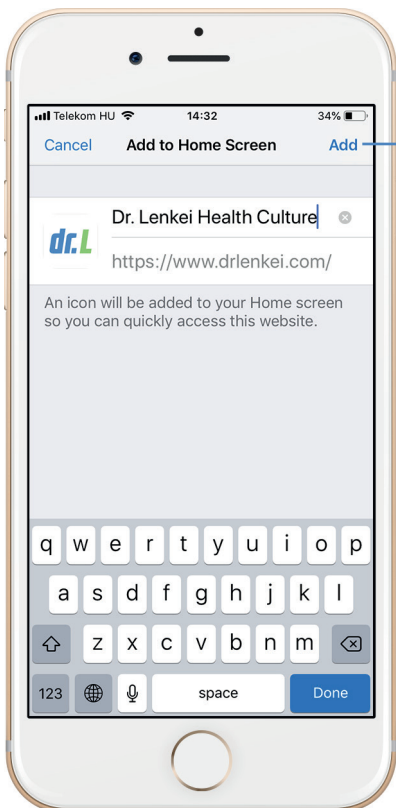 Telekom HU 14:32 34%
Cancel Add to Home Screen Add
dr.L Dr. Lenkei Health Culture
https://www.drlenkei.com/
An icon will be added to your Home screen
so you can quickly access this website.
q w e r t y u i o p
a s d f g h j k l
z x c v b n m
123 space Done